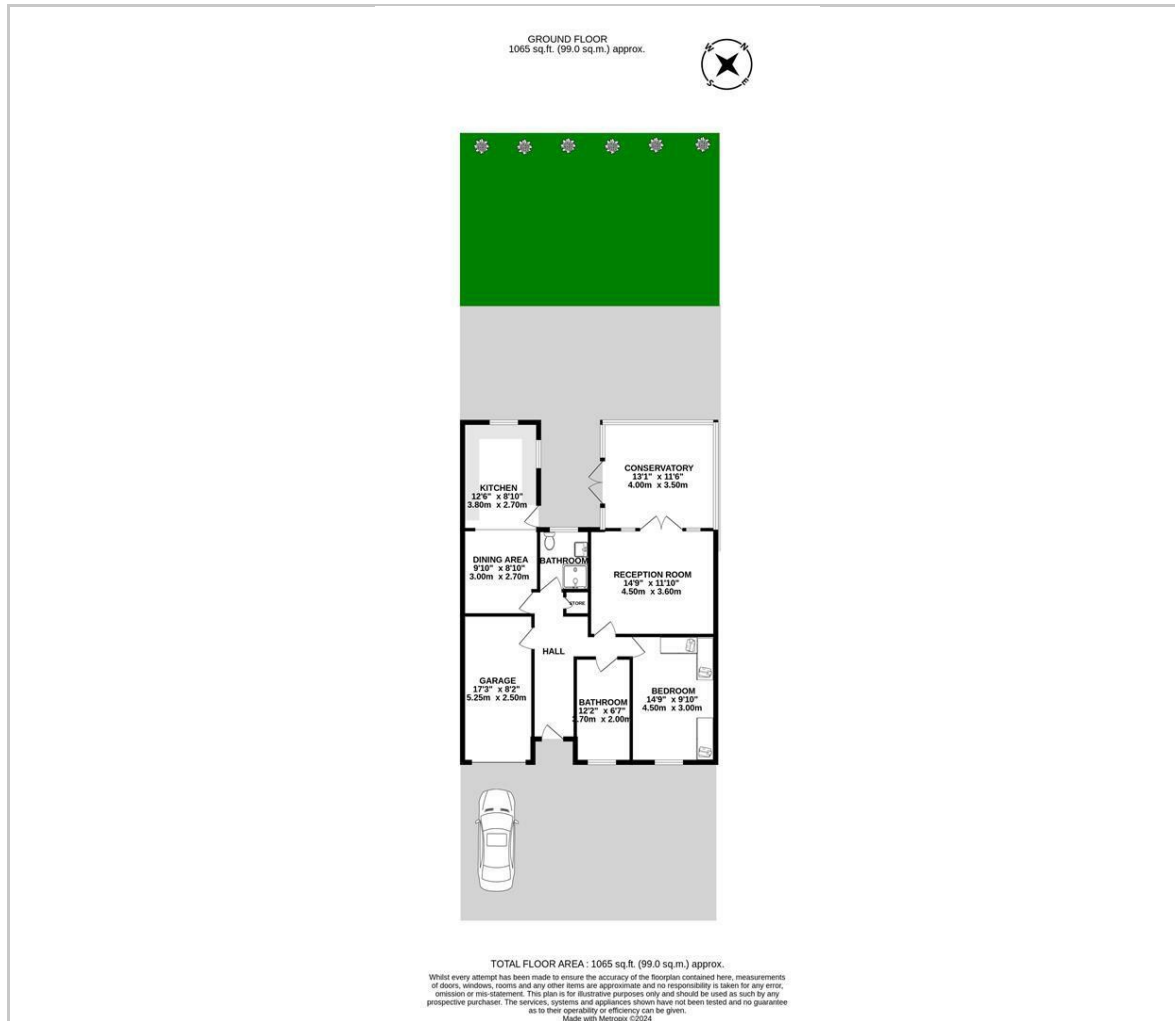 GROUND FLOOR
1065 sq.ft. (99.0 sq.m.) approx.
W N
S E
KITCHEN
12'6" x 8'10"
3.80m x 2.70m
CONSERVATORY
13'1" x 11'6"
4.00m x 3.50m
DINING AREA
9'10" x 8'10"
3.00m x 2.70m
BATHROOM
RECEPTION ROOM
14'9" x 11'10"
4.50m x 3.60m
STORE
HALL
GARAGE
17'3" x 8'2"
5.25m x 2.50m
BATHROOM
12'2" x 6'7"
.70m x 2.00m
BEDROOM
14'9" x 9'10"
4.50m x 3.00m
TOTAL FLOOR AREA : 1065 sq.ft. (99.0 sq.m.) approx.
Whilst every attempt has been made to ensure the accuracy of the floorplan contained here, measurements
of doors, windows, rooms and any other items are approximate and no responsibility is taken for any error,
omission or mis-statement. This plan is for illustrative purposes only and should be used as such by any
prospective purchaser. The services, systems and appliances shown have not been tested and no guarantee
as to their operability or efficiency can be given.
Made with Metropix ©2024